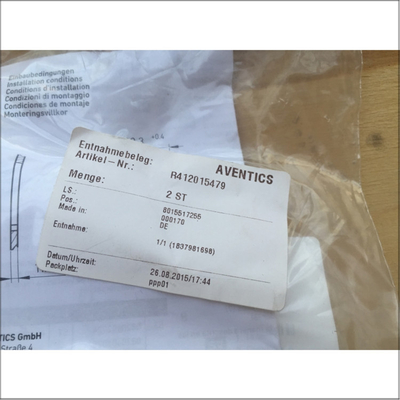 Einbaubedingungen
Installation conditions
Conditions d'installation
Condizioni di montaggio
Condiciones de montaje
Monteringsvillkor
AVENTICS
Entnahmebeleg:
Artikel-Nr.: R412015479
Menge: 2 ST
LS.: 8015517255
Pos.: 000170
Made in: DE
Entnahme: 1/1 (1837981698)
Datum/Uhrzeit: 26.08.2016/17:44
Packplatz: ppp01
TICS GmbH
Straße 4